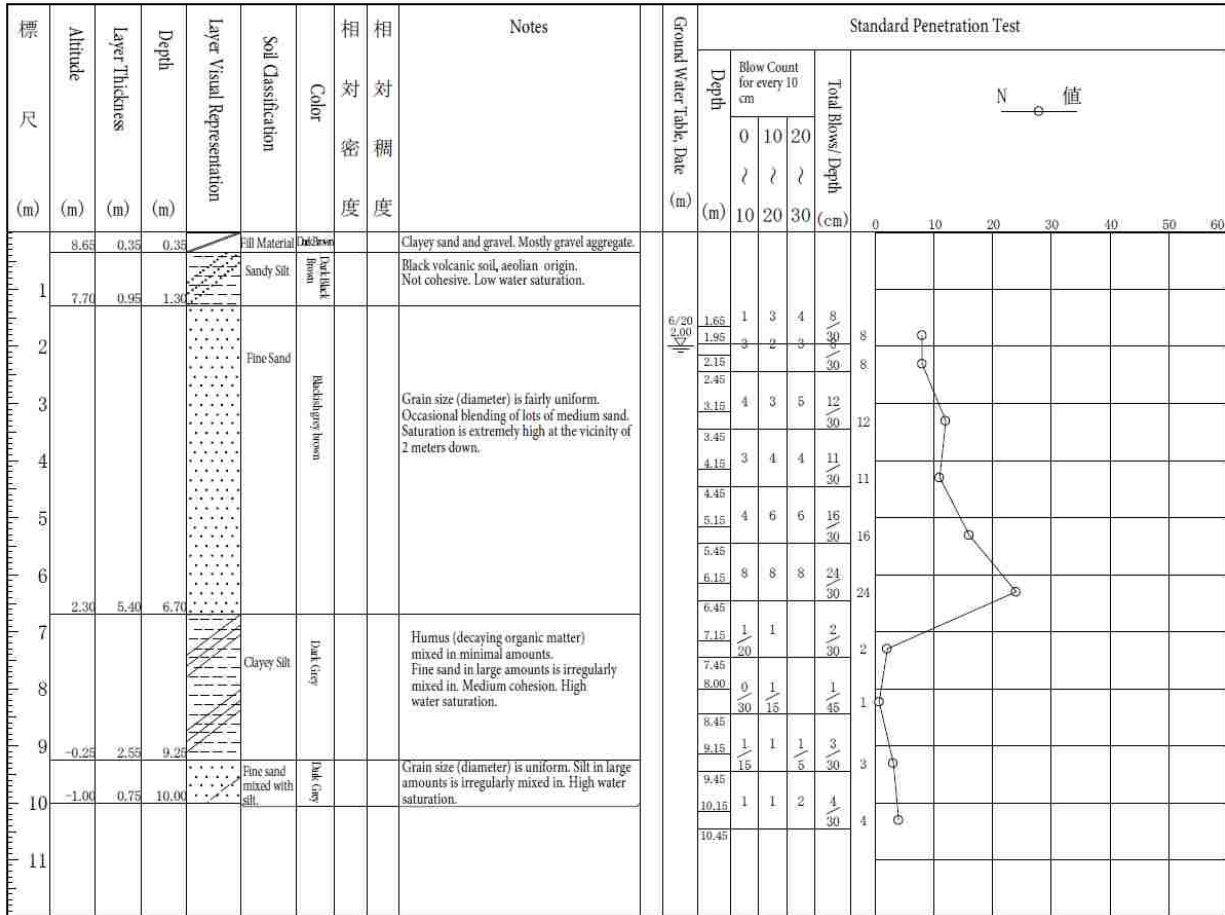 標尺 (m)
Altitude (m)
Layer Thickness (m)
Depth (m)
Layer Visual Representation
Soil Classification
Color
相対密度
相対稠度
Notes
Ground Water Table, Date (m)
Standard Penetration Test
Depth (m)
Blow Count
for every 10
cm
0 10 20
~ ~ ~
10 20 30
Total Blows/ Depth (cm)
N 値
0 10 20 30 40 50 60
8.65 0.35 0.35
Fill Material
Dark Brown
Clayey sand and gravel. Mostly gravel aggregate.
1
7.70 0.95 1.30
Sandy Silt
Dark Black
Brown
Black volcanic soil, aeolian origin.
Not cohesive. Low water saturation.
2
3
4
5
6
2.30 5.40 6.70
Fine Sand
Blackish grey brown
Grain size (diameter) is fairly uniform.
Occasional blending of lots of medium sand.
Saturation is extremely high at the vicinity of
2 meters down.
7
8
9
-0.25 2.55 9.25
Clayey Silt
Dark Grey
Humus (decaying organic matter)
mixed in minimal amounts.
Fine sand in large amounts is irregularly
mixed in. Medium cohesion. High
water saturation.
10
-1.00 0.75 10.00
Fine sand
mixed with
silt.
Dark Grey
Grain size (diameter) is uniform. Silt in large
amounts is irregularly mixed in. High water
saturation.
11
6/20
2.00
1.65 1 3 4 8/30 8
1.95
3 2 3 8/30 8
2.15
2.45
3.15 4 3 5 12/30 12
3.45
4.15 3 4 4 11/30 11
4.45
5.15 4 6 6 16/30 16
5.45
6.15 8 8 8 24/30 24
6.45
7.15 1/20 1 2/30 2
7.45
8.00 0/30 1/15 1/45 1
8.45
9.15 1/15 1 1/5 3/30 3
9.45
10.15 1 1 2 4/30 4
10.45